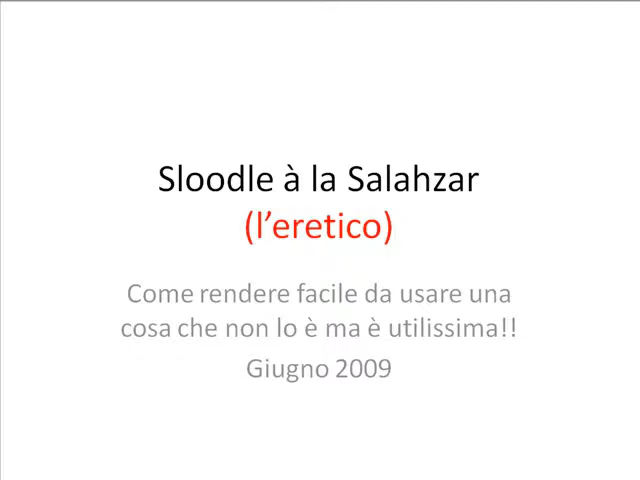 Sloodle à la Salahzar
(l’eretico)
Come rendere facile da usare una
cosa che non lo è ma è utilissima!!
Giugno 2009